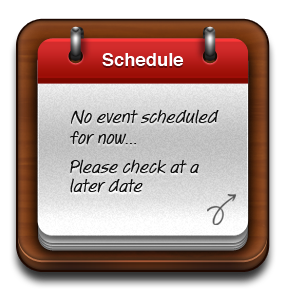 Schedule
No event scheduled
for now...
Please check at a
later date